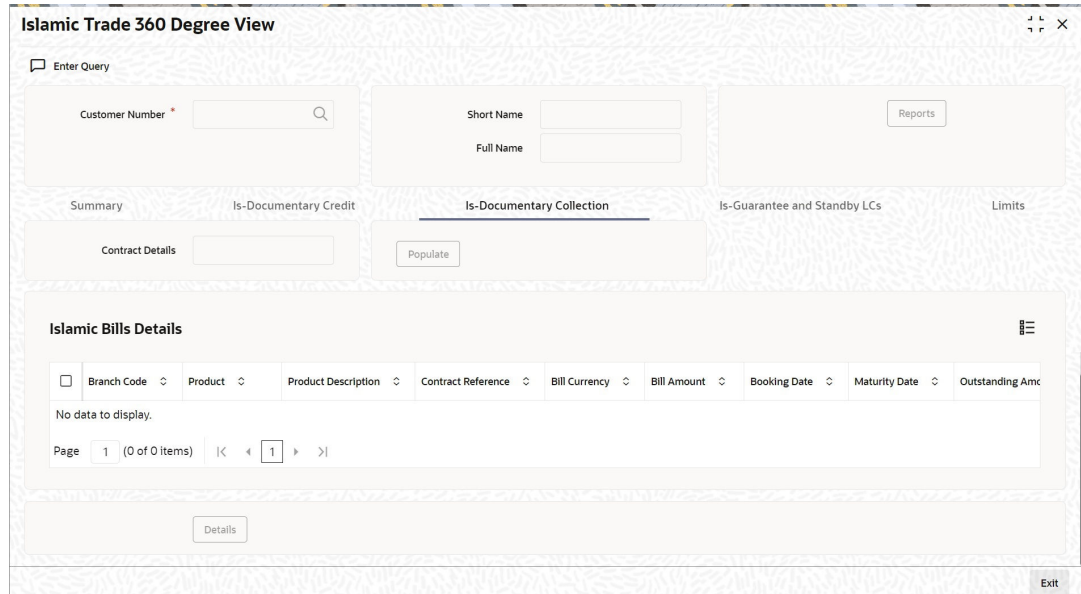 Islamic Trade 360 Degree View
Enter Query
Customer Number *
Short Name
Full Name
Reports
Summary Is-Documentary Credit Is-Documentary Collection Is-Guarantee and Standby LCs Limits
Contract Details
Populate
Islamic Bills Details
Branch Code Product Product Description Contract Reference Bill Currency Bill Amount Booking Date Maturity Date Outstanding Amo
No data to display.
Page 1 (0 of 0 items) 1
Details
Exit